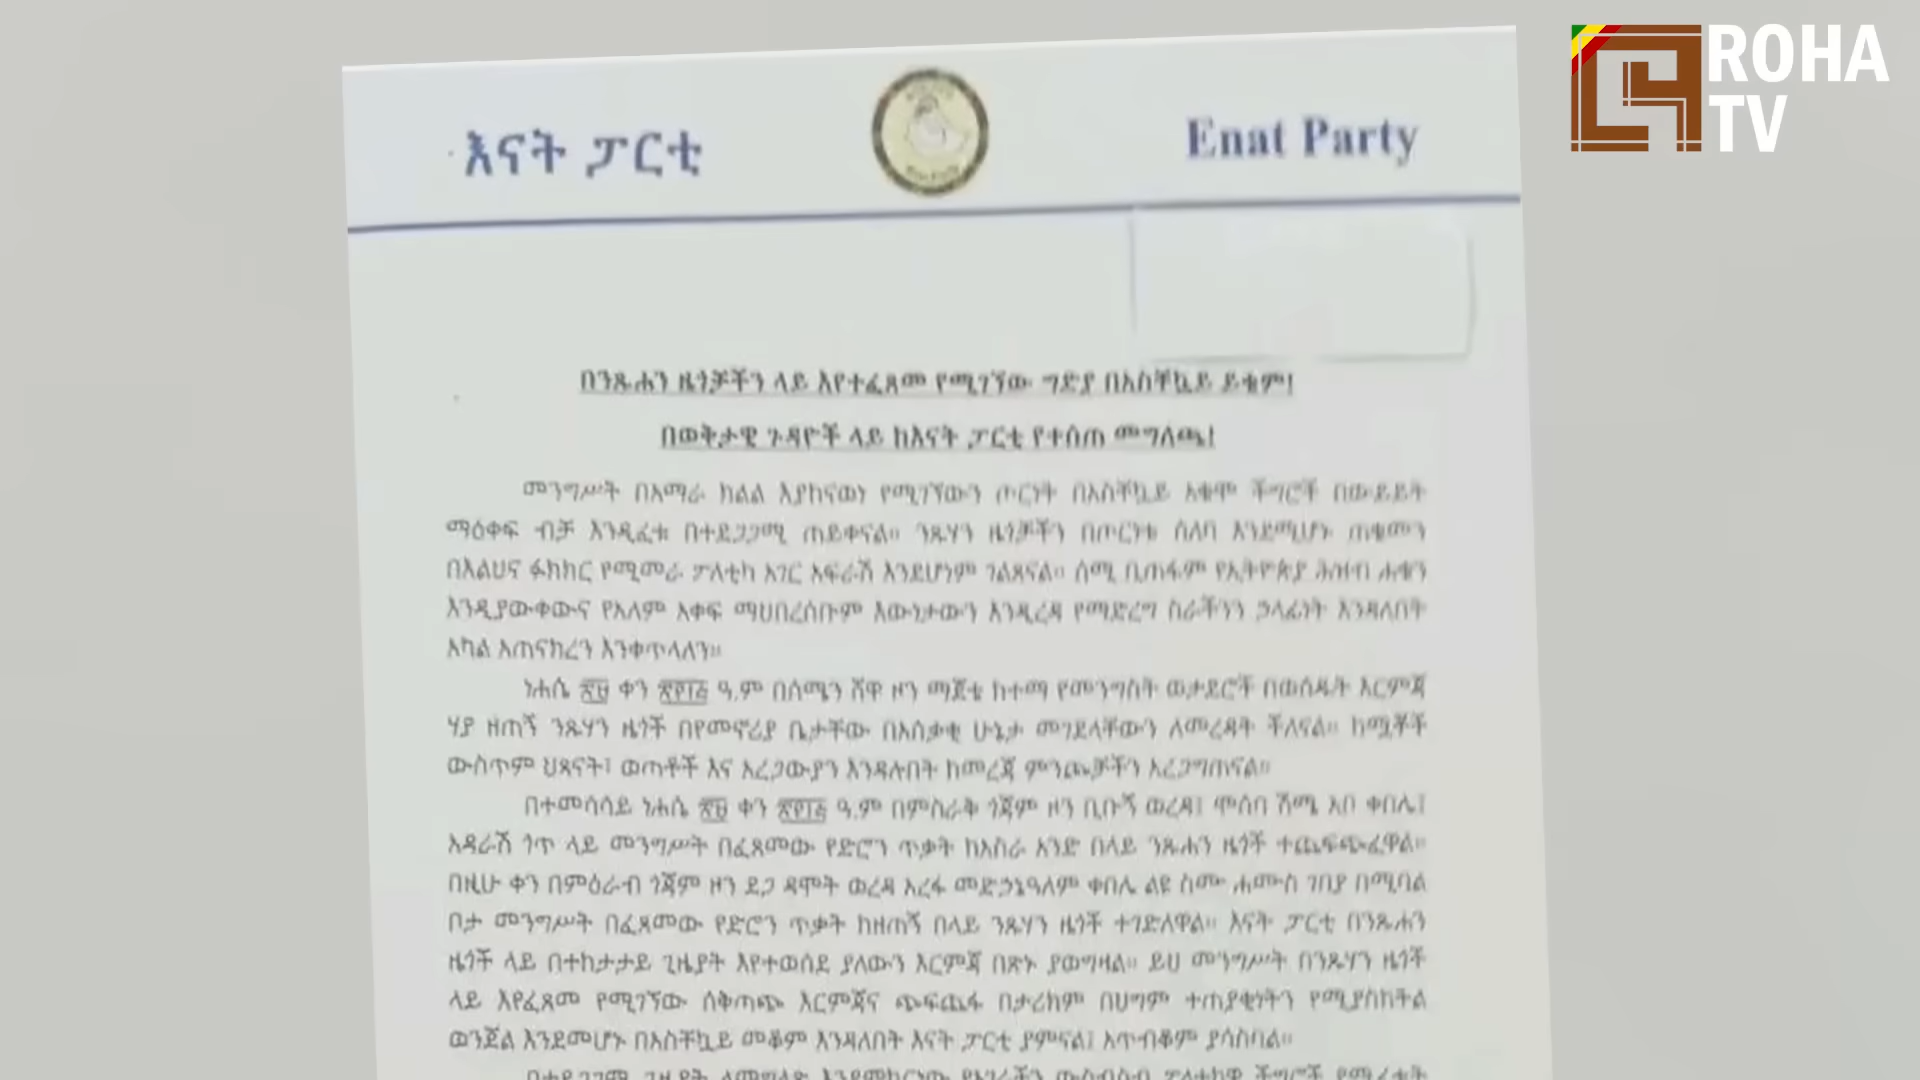 ROHA
TV
እናት ፓርቲ
Enat Party
በንጹሐን ዜጎቻችን ላይ እየተፈጸመ የሚገኘው ግድያ በአስቸኳይ ይቁም!
በወቅታዊ ጉዳዮች ላይ ከእናት ፓርቲ የተሰጠ መግለጫ!
መንግሥት በአማራ ክልል እያከናወነ የሚገኘውን ጦርነት በአስቸኳይ አቁሞ ችግሮች በውይይት
ማዕቀፍ ብቻ እንዲፈቱ በተደጋጋሚ ጠይቀናል። ንጹሃን ዜጎቻችን በጦርነቱ ሰለባ እንደሚሆኑ ጠቁመን
በእልህና ፉክክር የሚመራ ፖለቲካ አገር አፍራሽ እንደሆነም ገልጸናል። ሰሚ ቢጠፋም የኢትዮጵያ ሕዝብ ሐቁን
እንዲያውቀውና የአለም አቀፍ ማህበረሰቡም እውነታውን እንዲረዳ የማድረግ ስራችንን ኃላፊነት እንዳለበት
አካል አጠናክረን እንቀጥላለን።
ነሐሴ ቀን ዓ.ም በሰሜን ሸዋ ዞን ማጀቴ ከተማ የመንግስት ወታደሮች በወሰዱት እርምጃ
ሃያ ዘጠኝ ንጹሃን ዜጎች በየመኖሪያ ቤታቸው በአሰቃቂ ሁኔታ መገደላቸውን ለመረዳት ችለናል። ከሟቾች
ውስጥም ህጻናት፣ ወጣቶች እና አረጋውያን እንዳሉበት ከመረጃ ምንጮቻችን አረጋግጠናል።
በተመሳሳይ ነሐሴ ቀን ዓ.ም በምስራቅ ጎጃም ዞን ቢቡኝ ወረዳ፤ ሞሰባ ሽሜ አቦ ቀበሌ፤
አዳራሽ ጎጥ ላይ መንግሥት በፈጸመው የድሮን ጥቃት ከአስራ አንድ በላይ ንጹሐን ዜጎች ተጨፍጭፈዋል።
በዚሁ ቀን በምዕራብ ጎጃም ዞን ደጋ ዳሞት ወረዳ አረፋ መድኃኔዓለም ቀበሌ ልዩ ስሙ ሐሙስ ገበያ በሚባል
ቦታ መንግሥት በፈጸመው የድሮን ጥቃት ከዘጠኝ በላይ ንጹሃን ዜጎች ተገድለዋል። እናት ፓርቲ በንጹሐን
ዜጎች ላይ በተከታታይ ጊዜያት እየተወሰደ ያለውን እርምጃ በጽኑ ያወግዛል። ይህ መንግሥት በንጹሃን ዜጎች
ላይ እየፈጸመ የሚገኘው ሰቅጣጭ እርምጃና ጭፍጨፋ በታሪክም በህግም ተጠያቂነትን የሚያስከትል
ወንጀል እንደመሆኑ በአስቸኳይ መቆም እንዳለበት እናት ፓርቲ ያምናል፤ አጥብቆም ያሳስባል።